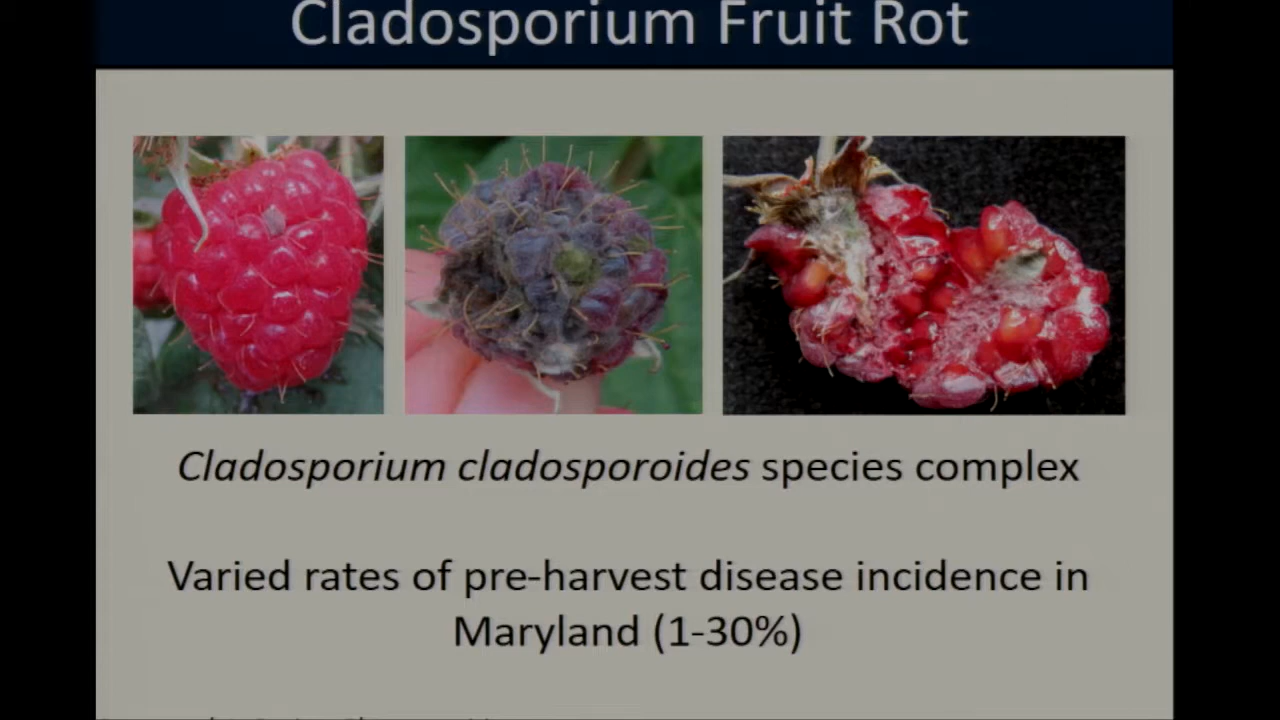 Cladosporium Fruit Rot
Cladosporium cladosporoides species complex
Varied rates of pre-harvest disease incidence in
Maryland (1-30%)